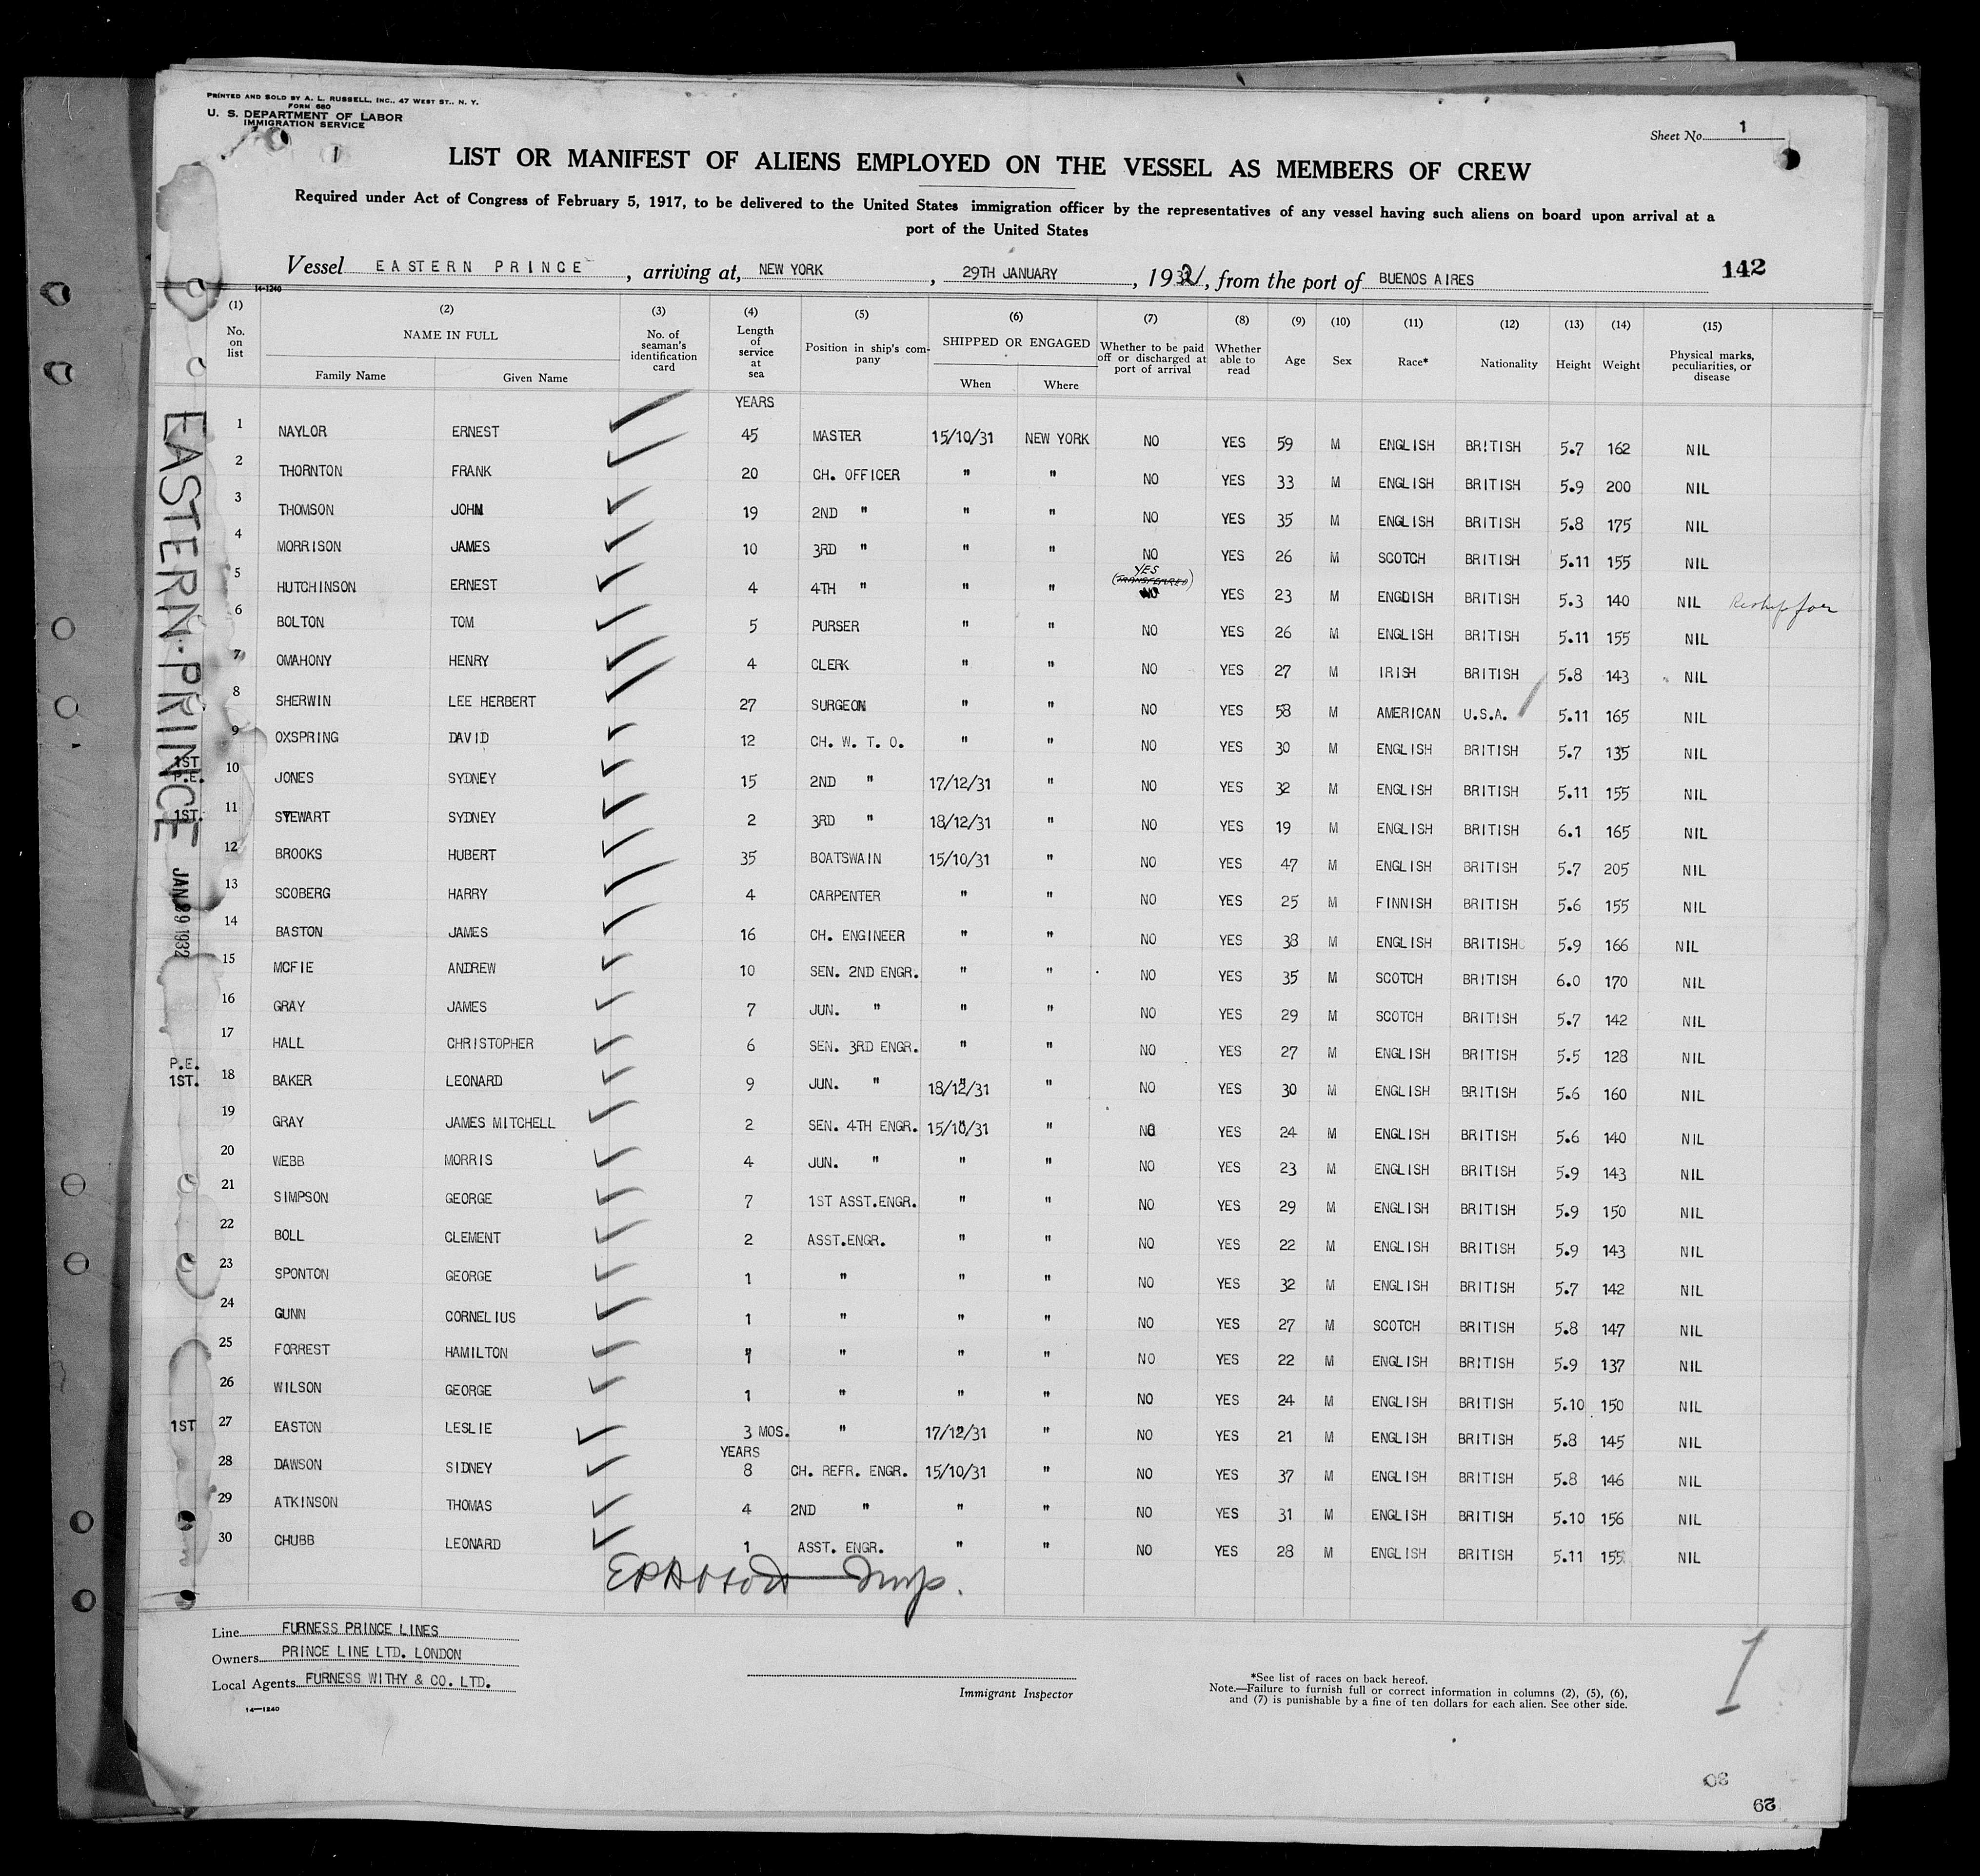 PRINTED AND SOLD BY A. L. RUSSELL, INC., 47 WEST ST., N. Y.
FORM 680
U. S. DEPARTMENT OF LABOR
IMMIGRATION SERVICE
1
Sheet No. 1
LIST OR MANIFEST OF ALIENS EMPLOYED ON THE VESSEL AS MEMBERS OF CREW
Required under Act of Congress of February 5, 1917, to be delivered to the United States immigration officer by the representatives of any vessel having such aliens on board upon arrival at a
port of the United States
Vessel EASTERN PRINCE, arriving at, NEW YORK, 29TH JANUARY, 1932, from the port of BUENOS AIRES 142
14-1240
(1) No. on list (2) NAME IN FULL Family Name Given Name (3) No. of seaman's identification card (4) Length of service at sea (5) Position in ship's company (6) SHIPPED OR ENGAGED When Where (7) Whether to be paid off or discharged at port of arrival (8) Whether able to read (9) Age (10) Sex (11) Race* (12) Nationality (13) Height (14) Weight (15) Physical marks, peculiarities, or disease
YEARS
1 NAYLOR ERNEST 45 MASTER 15/10/31 NEW YORK NO YES 59 M ENGLISH BRITISH 5.7 162 NIL
2 THORNTON FRANK 20 CH. OFFICER " " NO YES 33 M ENGLISH BRITISH 5.9 200 NIL
3 THOMSON JOHN 19 2ND " " " NO YES 35 M ENGLISH BRITISH 5.8 175 NIL
4 MORRISON JAMES 10 3RD " " " NO YES 26 M SCOTCH BRITISH 5.11 155 NIL
YES
(TRANSFERRED)
5 HUTCHINSON ERNEST 4 4TH " " " NO YES 23 M ENGLISH BRITISH 5.3 140 NIL
6 BOLTON TOM 5 PURSER " " NO YES 26 M ENGLISH BRITISH 5.11 155 NIL
7 OMAHONY HENRY 4 CLERK " " NO YES 27 M IRISH BRITISH 5.8 143 NIL
8 SHERWIN LEE HERBERT 27 SURGEON " " NO YES 58 M AMERICAN U.S.A. 5.11 165 NIL
9 OXSPRING DAVID 12 CH. W. T. O. " " NO YES 30 M ENGLISH BRITISH 5.7 135 NIL
1ST P.E. 10 JONES SYDNEY 15 2ND " 17/12/31 " NO YES 32 M ENGLISH BRITISH 5.11 155 NIL
1ST. 11 STEWART SYDNEY 2 3RD " 18/12/31 " NO YES 19 M ENGLISH BRITISH 6.1 165 NIL
12 BROOKS HUBERT 35 BOATSWAIN 15/10/31 " NO YES 47 M ENGLISH BRITISH 5.7 205 NIL
13 SCOBERG HARRY 4 CARPENTER " " NO YES 25 M FINNISH BRITISH 5.6 155 NIL
14 BASTON JAMES 16 CH. ENGINEER " " NO YES 38 M ENGLISH BRITISH 5.9 166 NIL
15 MCFIE ANDREW 10 SEN. 2ND ENGR. " " NO YES 35 M SCOTCH BRITISH 6.0 170 NIL
16 GRAY JAMES 7 JUN. " " " NO YES 29 M SCOTCH BRITISH 5.7 142 NIL
17 HALL CHRISTOPHER 6 SEN. 3RD ENGR. " " NO YES 27 M ENGLISH BRITISH 5.5 128 NIL
P.E. 1ST. 18 BAKER LEONARD 9 JUN. " 18/12/31 " NO YES 30 M ENGLISH BRITISH 5.6 160 NIL
19 GRAY JAMES MITCHELL 2 SEN. 4TH ENGR. 15/10/31 " NO YES 24 M ENGLISH BRITISH 5.6 140 NIL
20 WEBB MORRIS 4 JUN. " " " NO YES 23 M ENGLISH BRITISH 5.9 143 NIL
21 SIMPSON GEORGE 7 1ST ASST.ENGR. " " NO YES 29 M ENGLISH BRITISH 5.9 150 NIL
22 BOLL CLEMENT 2 ASST.ENGR. " " NO YES 22 M ENGLISH BRITISH 5.9 143 NIL
23 SPONTON GEORGE 1 " " " NO YES 32 M ENGLISH BRITISH 5.7 142 NIL
24 GUNN CORNELIUS 1 " " " NO YES 27 M SCOTCH BRITISH 5.8 147 NIL
25 FORREST HAMILTON 1 " " " NO YES 22 M ENGLISH BRITISH 5.9 137 NIL
26 WILSON GEORGE 1 " " " NO YES 24 M ENGLISH BRITISH 5.10 150 NIL
1ST 27 EASTON LESLIE 3 MOS. " 17/12/31 " NO YES 21 M ENGLISH BRITISH 5.8 145 NIL
YEARS
28 DAWSON SIDNEY 8 CH. REFR. ENGR. 15/10/31 " NO YES 37 M ENGLISH BRITISH 5.8 146 NIL
29 ATKINSON THOMAS 4 2ND " " " NO YES 31 M ENGLISH BRITISH 5.10 156 NIL
30 CHUBB LEONARD 1 ASST. ENGR. " " NO YES 28 M ENGLISH BRITISH 5.11 155 NIL
EASTERN PRINCE
JAN 29 1932
Line FURNESS PRINCE LINES
Owners PRINCE LINE LTD. LONDON
Local Agents FURNESS WITHY & CO. LTD.
14-1240
Immigrant Inspector
*See list of races on back hereof.
Note.—Failure to furnish full or correct information in columns (2), (5), (6),
and (7) is punishable by a fine of ten dollars for each alien. See other side.
1
30
29